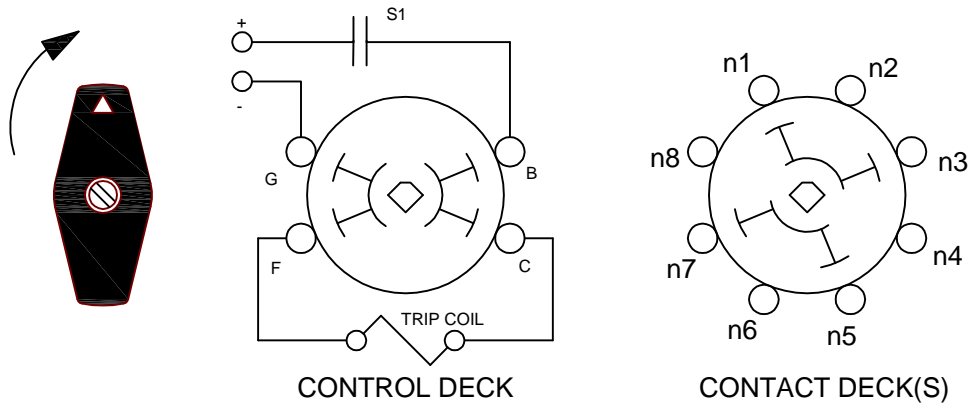 S1
+
-
G
B
F
C
TRIP COIL
CONTROL DECK
n1
n2
n8
n3
n7
n4
n6
n5
CONTACT DECK(S)